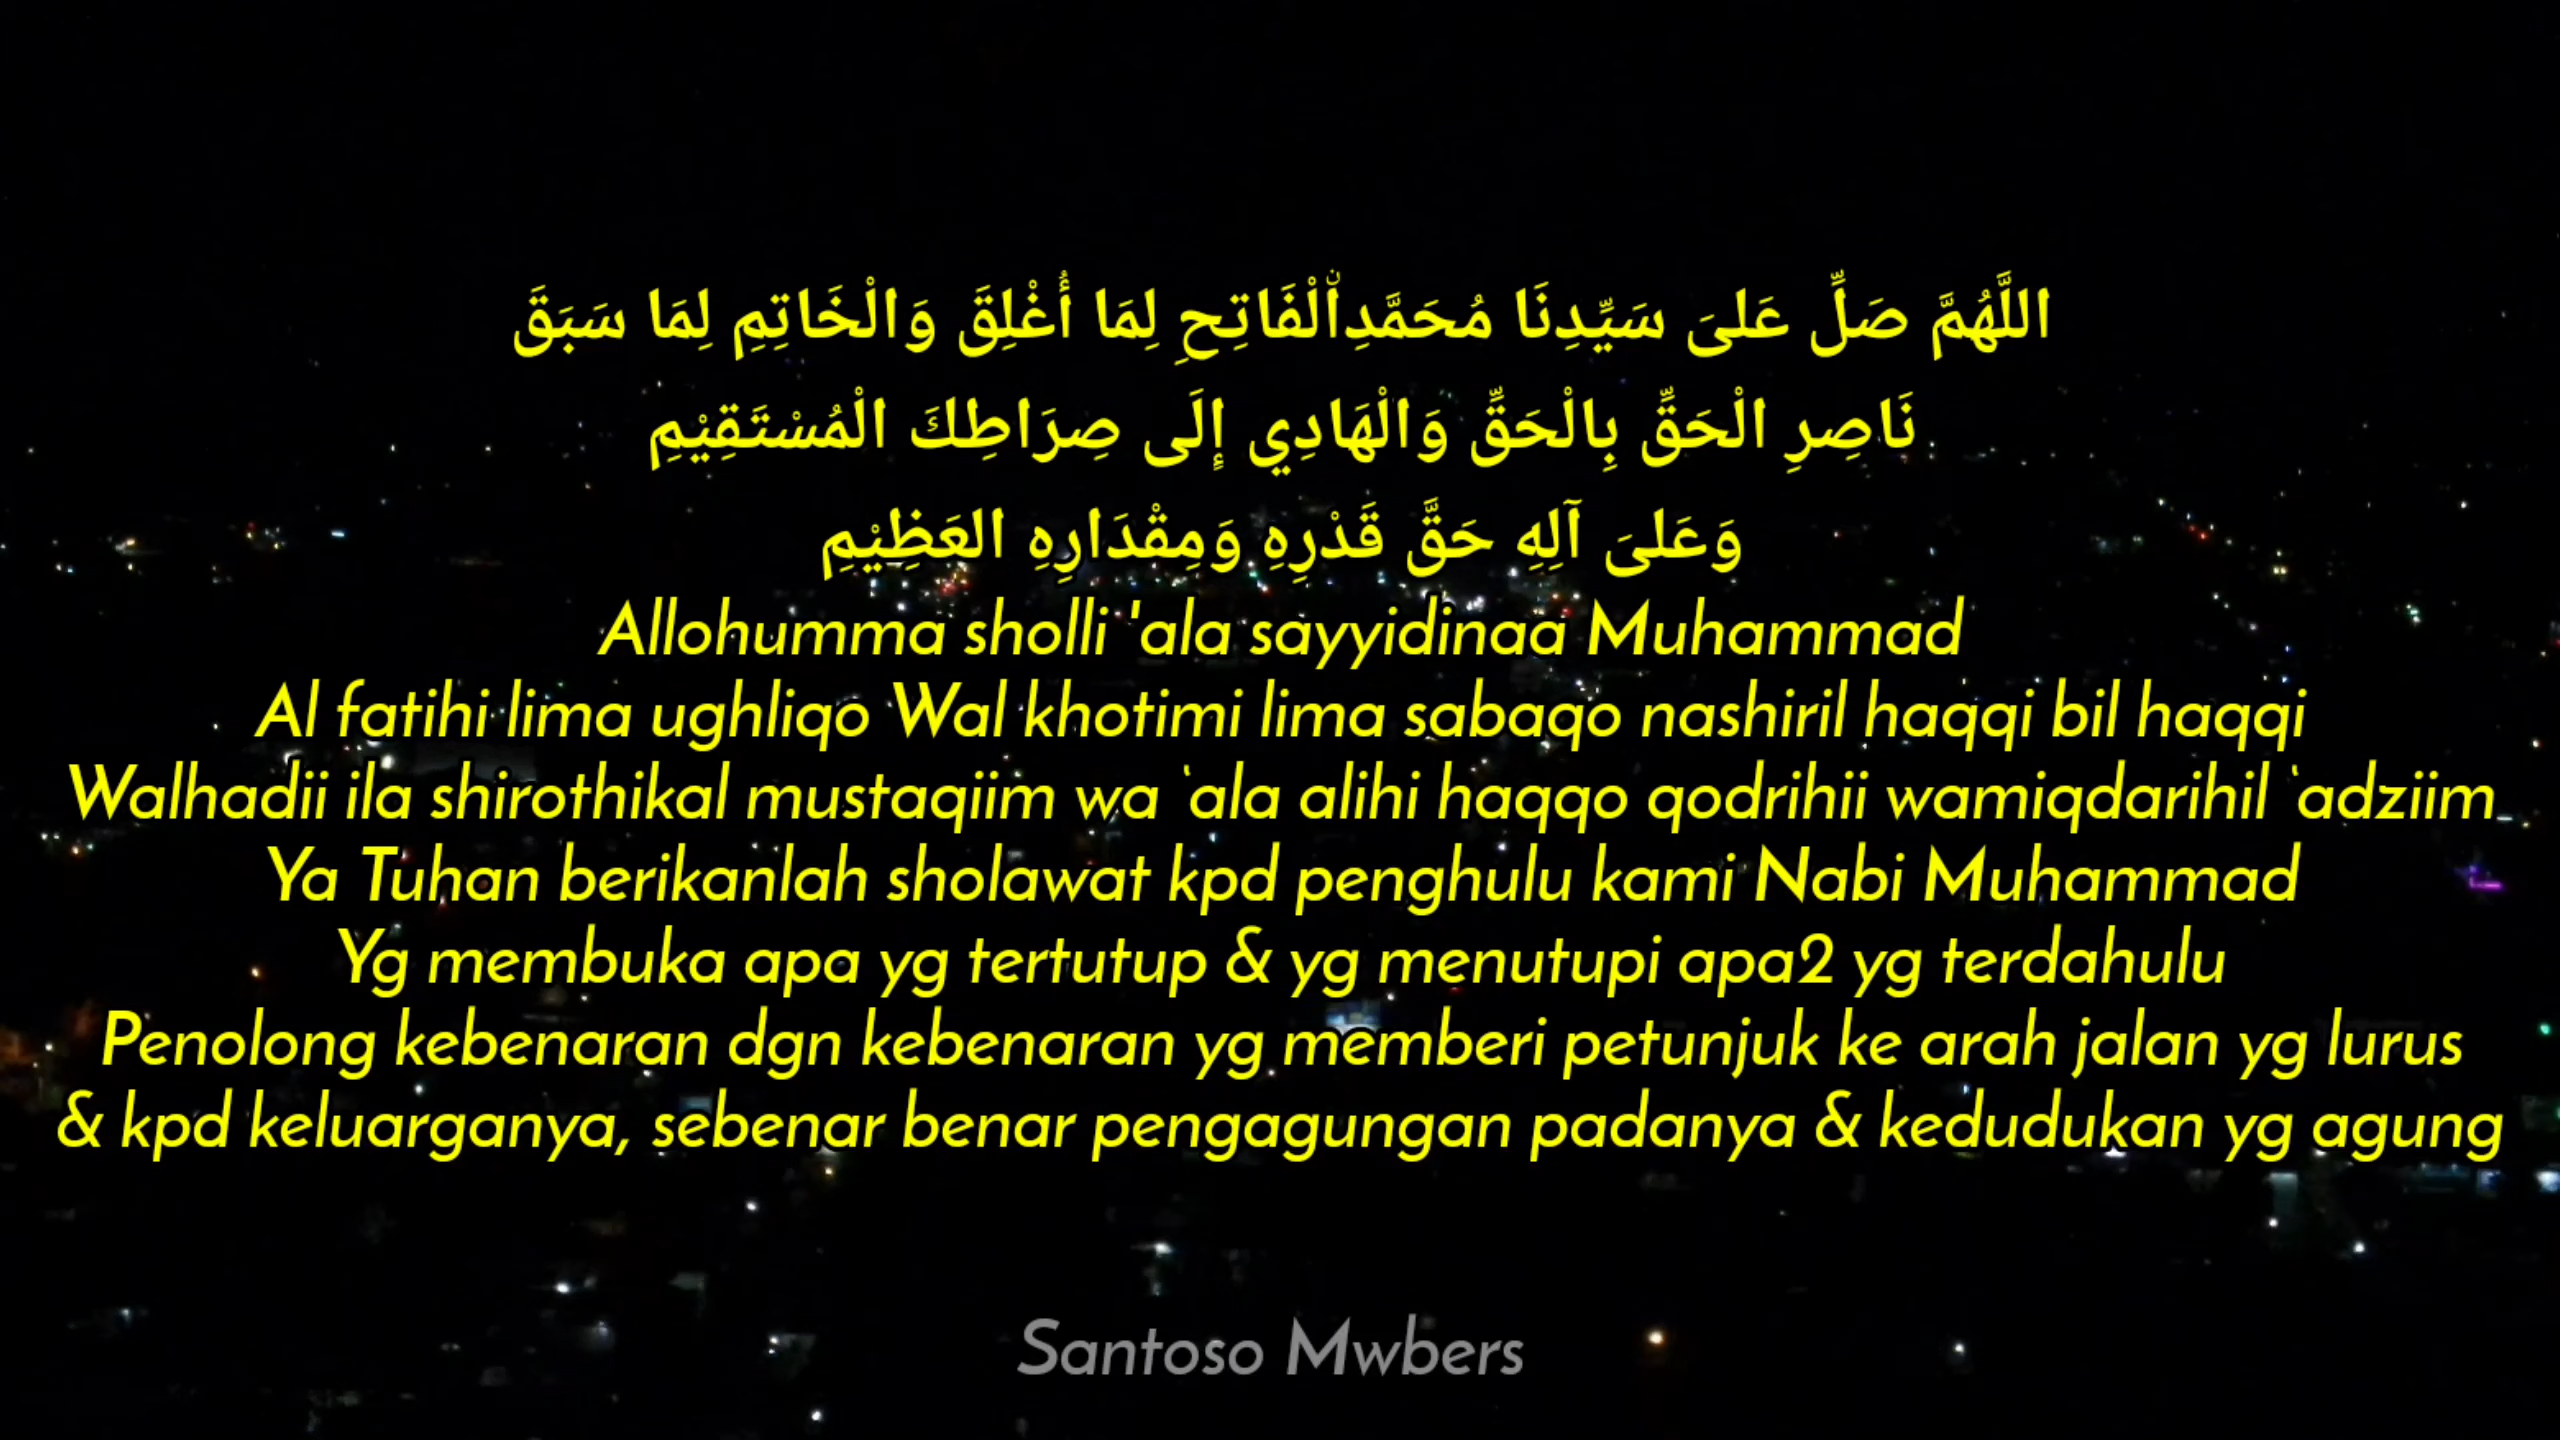 اللَّهُمَّ صَلِّ عَلىَ سَيِّدِنَا مُحَمَّدِاْلْفَاتِحِ لِمَا أُغْلِقَ وَالْخَاتِمِ لِمَا سَبَقَ
نَاصِرِ الْحَقِّ بِالْحَقِّ وَالْهَادِي إِلَى صِرَاطِكَ الْمُسْتَقِيْمِ
وَعَلىَ آلِهِ حَقَّ قَدْرِهِ وَمِقْدَارِهِ العَظِيْمِ
Allohumma sholli 'ala sayyidinaa Muhammad
Al fatihi lima ughliqo Wal khotimi lima sabaqo nashiril haqqi bil haqqi
Walhadii ila shirothikal mustaqiim wa ‛ala alihi haqqo qodrihii wamiqdarihil ‛adziim
Ya Tuhan berikanlah sholawat kpd penghulu kami Nabi Muhammad
Yg membuka apa yg tertutup & yg menutupi apa2 yg terdahulu
Penolong kebenaran dgn kebenaran yg memberi petunjuk ke arah jalan yg lurus
& kpd keluarganya, sebenar benar pengagungan padanya & kedudukan yg agung
Santoso Mwbers